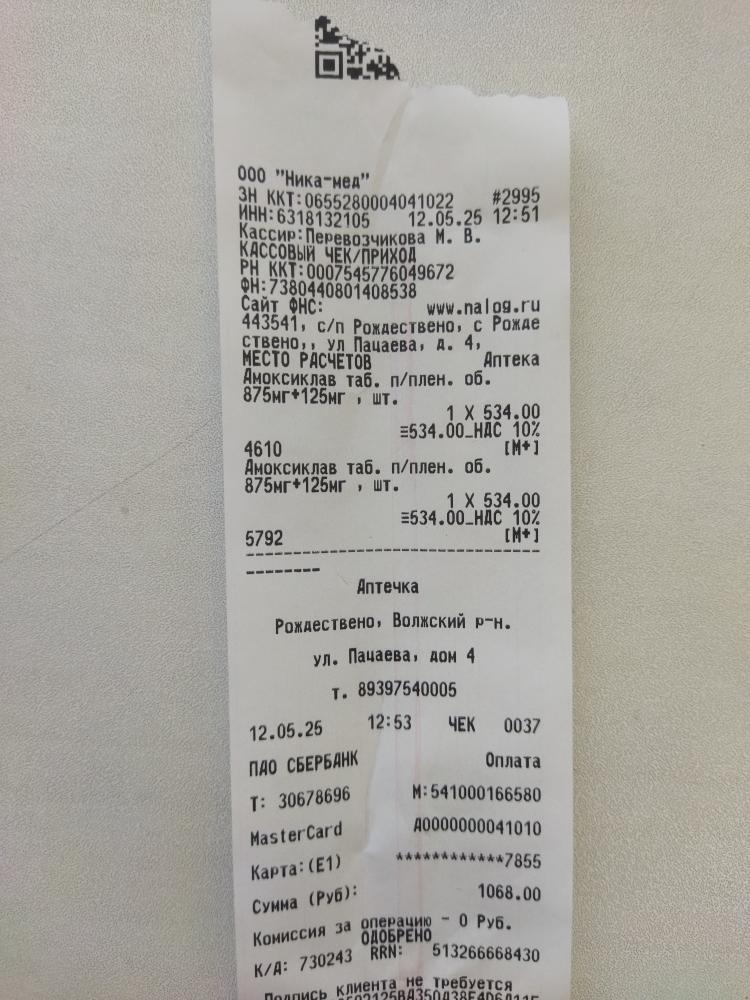 ООО "Ника-мед"
ЗН ККТ:0655280004041022 #2995
ИНН:6318132105 12.05.25 12:51
Кассир:Перевозчикова М. В.
КАССОВЫЙ ЧЕК/ПРИХОД
РН ККТ:0007545776049672
ФН:7380440801408538
Сайт ФНС: www.nalog.ru
443541, с/п Рождествено, с Рожде
ствено,, ул Пацаева, д. 4,
МЕСТО РАСЧЕТОВ Аптека
Амоксиклав таб. п/плен. об.
875мг+125мг , шт.
1 X 534.00
≡534.00_НДС 10%
4610 [М+]
Амоксиклав таб. п/плен. об.
875мг+125мг , шт.
1 X 534.00
≡534.00_НДС 10%
5792 [М+]
--------------------------------
--------
Аптечка
Рождествено, Волжский р-н.
ул. Пацаева, дом 4
т. 89397540005
12.05.25 12:53 ЧЕК 0037
ПАО СБЕРБАНК Оплата
Т: 30678696 М:541000166580
MasterCard A0000000041010
Карта:(E1) ************7855
Сумма (Руб): 1068.00
Комиссия за операцию - 0 Руб.
ОДОБРЕНО
К/Д: 730243 RRN: 513266668430
Подпись клиента не требуется